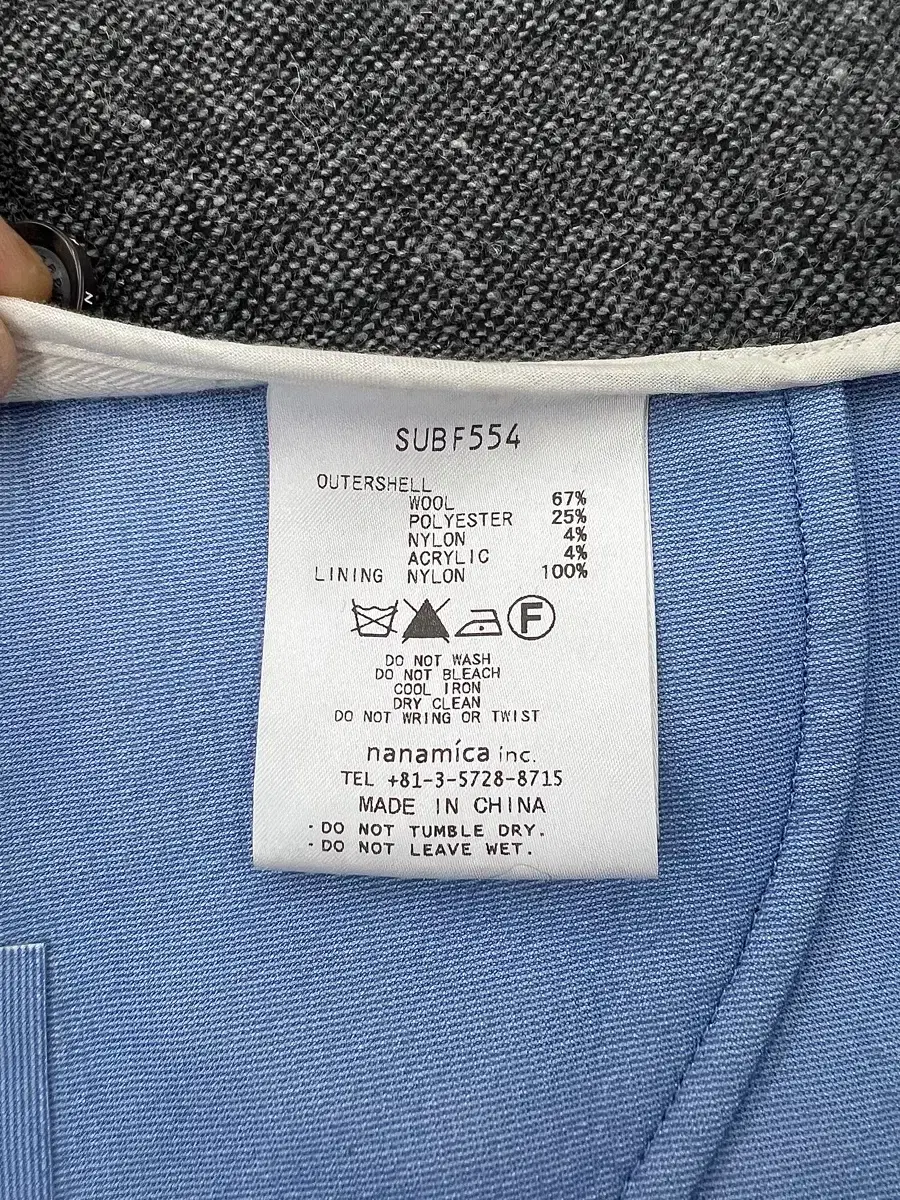 SUBF554
OUTERSHELL
WOOL 67%
POLYESTER 25%
NYLON 4%
ACRYLIC 4%
LINING NYLON 100%
F
DO NOT WASH
DO NOT BLEACH
COOL IRON
DRY CLEAN
DO NOT WRING OR TWIST
nanamica inc.
TEL +81-3-5728-8715
MADE IN CHINA
·DO NOT TUMBLE DRY.
·DO NOT LEAVE WET.